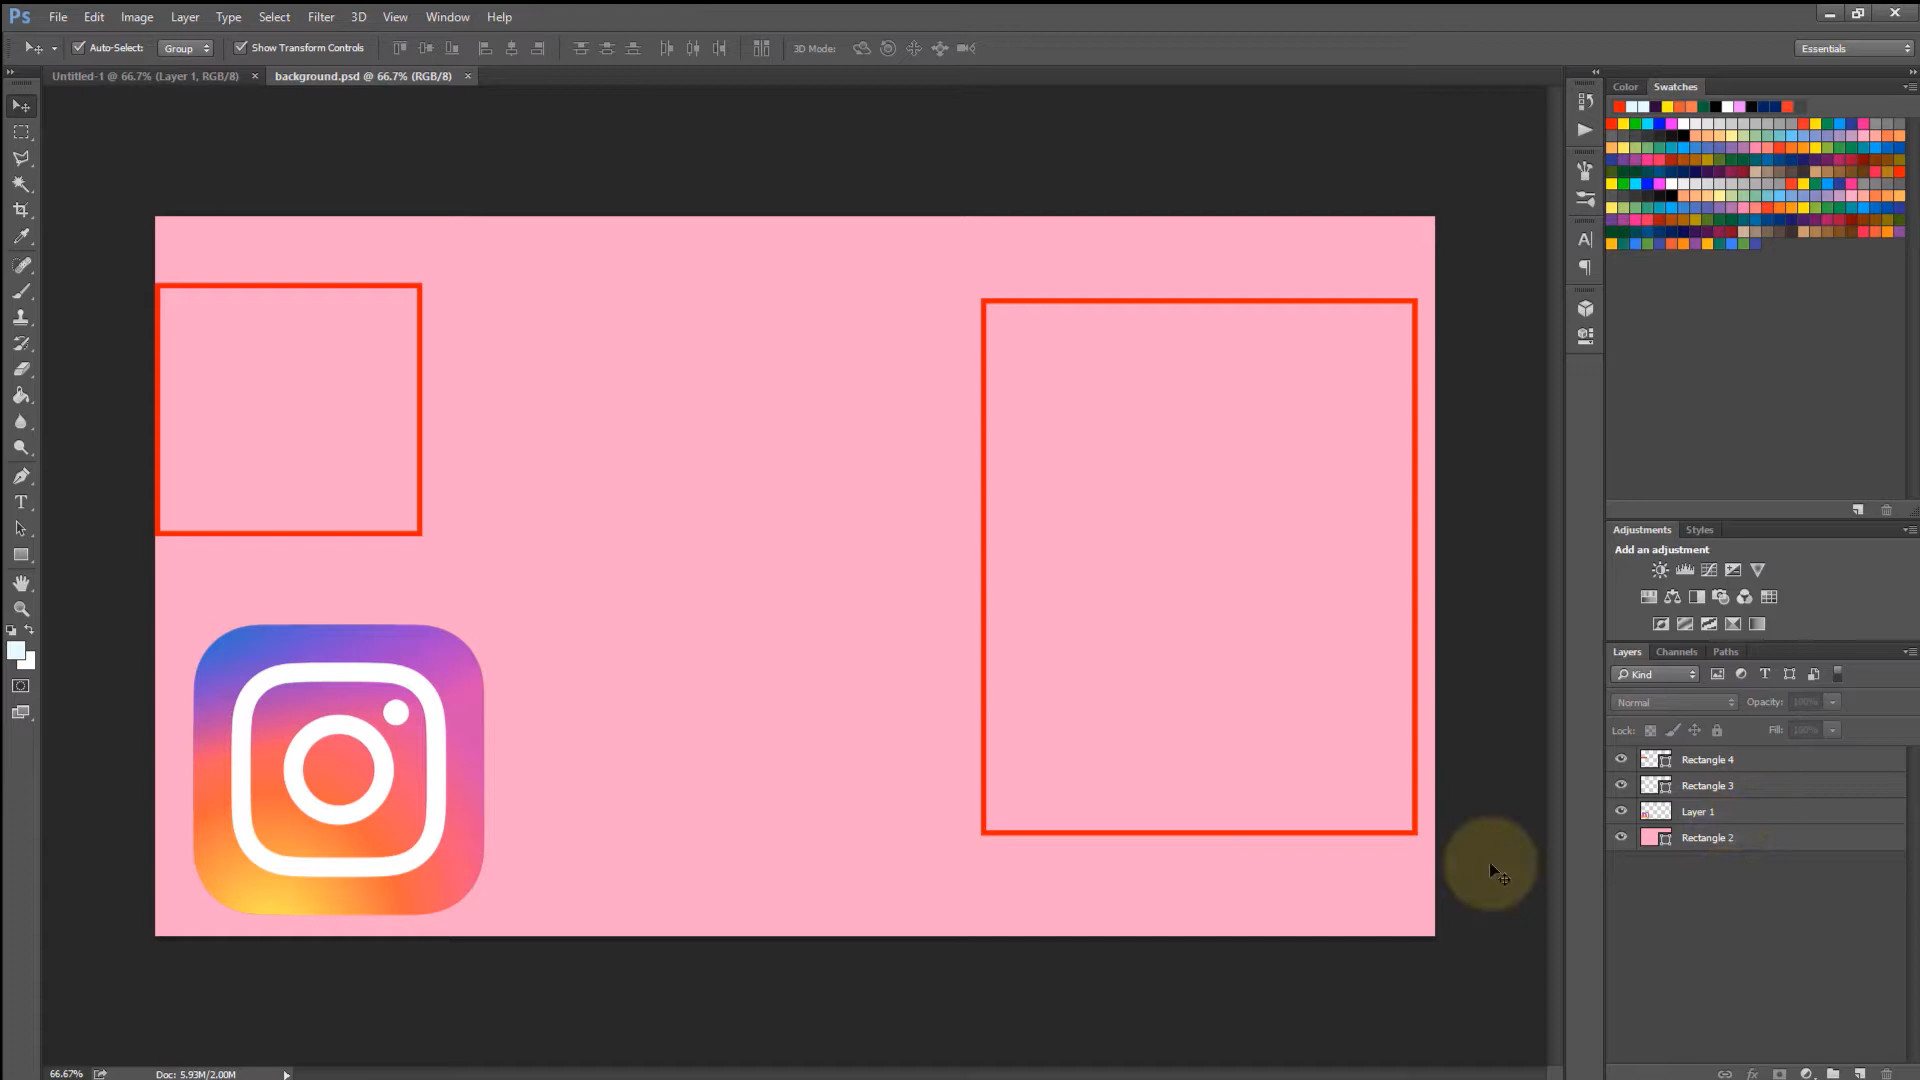 Ps File Edit Image Layer Type Select Filter 3D View Window Help
Auto-Select: Group Show Transform Controls 3D Mode: Essentials
Untitled-1 @ 66.7% (Layer 1, RGB/8) × background.psd @ 66.7% (RGB/8) ×
Color Swatches
Adjustments Styles
Add an adjustment
Layers Channels Paths
Kind
Normal Opacity: 100%
Lock: Fill: 100%
Rectangle 4
Rectangle 3
Layer 1
Rectangle 2
66.67% Doc: 5.93M/2.00M